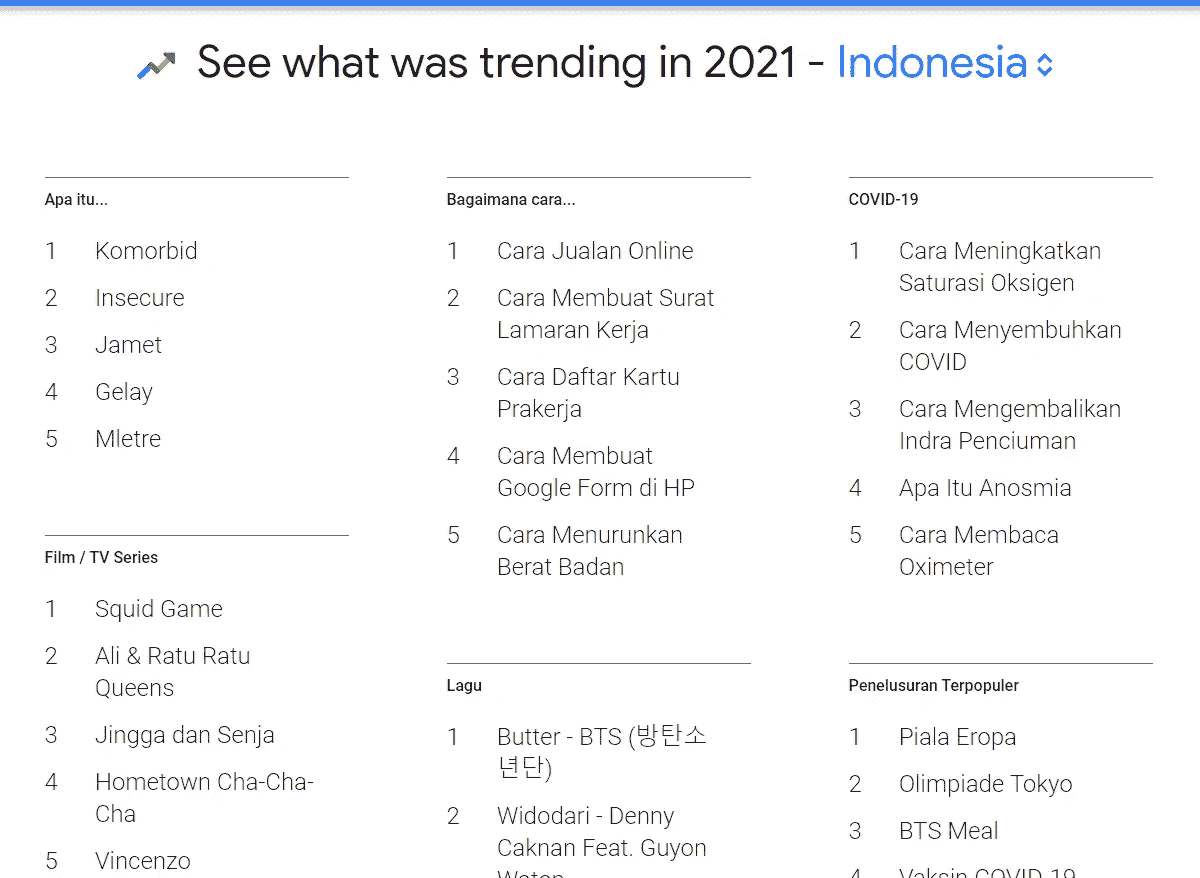 See what was trending in 2021 - Indonesia
Apa itu...
1 Komorbid
2 Insecure
3 Jamet
4 Gelay
5 Mletre
Bagaimana cara...
1 Cara Jualan Online
2 Cara Membuat Surat
Lamaran Kerja
3 Cara Daftar Kartu
Prakerja
4 Cara Membuat
Google Form di HP
5 Cara Menurunkan
Berat Badan
COVID-19
1 Cara Meningkatkan
Saturasi Oksigen
2 Cara Menyembuhkan
COVID
3 Cara Mengembalikan
Indra Penciuman
4 Apa Itu Anosmia
5 Cara Membaca
Oximeter
Film / TV Series
1 Squid Game
2 Ali & Ratu Ratu
Queens
3 Jingga dan Senja
4 Hometown Cha-Cha-
Cha
5 Vincenzo
Lagu
1 Butter - BTS (방탄소
년단)
2 Widodari - Denny
Caknan Feat. Guyon
Waton
Penelusuran Terpopuler
1 Piala Eropa
2 Olimpiade Tokyo
3 BTS Meal
4 Vaksin COVID-19